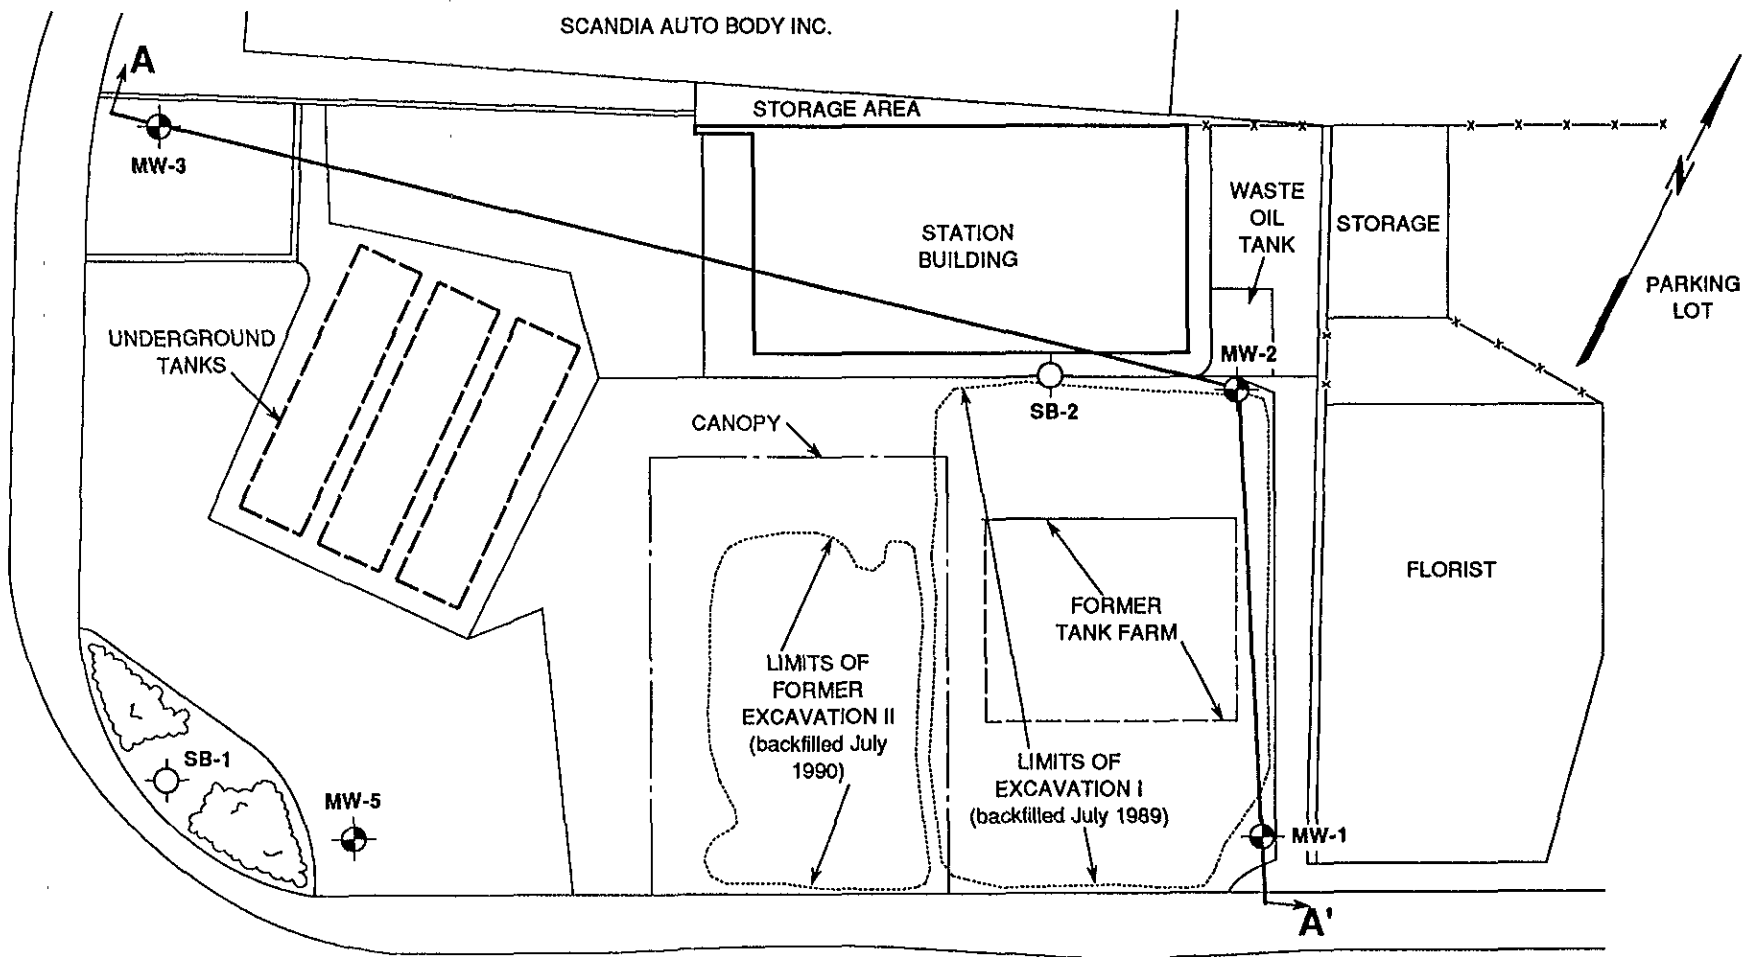 SCANDIA AUTO BODY INC.
A
STORAGE AREA
MW-3
WASTE
OIL
TANK
STORAGE
N
STATION
BUILDING
PARKING
LOT
UNDERGROUND
TANKS
MW-2
SB-2
CANOPY
FLORIST
FORMER
TANK FARM
LIMITS OF
FORMER
EXCAVATION II
(backfilled July
1990)
SB-1
LIMITS OF
EXCAVATION I
(backfilled July 1989)
MW-5
MW-1
A'